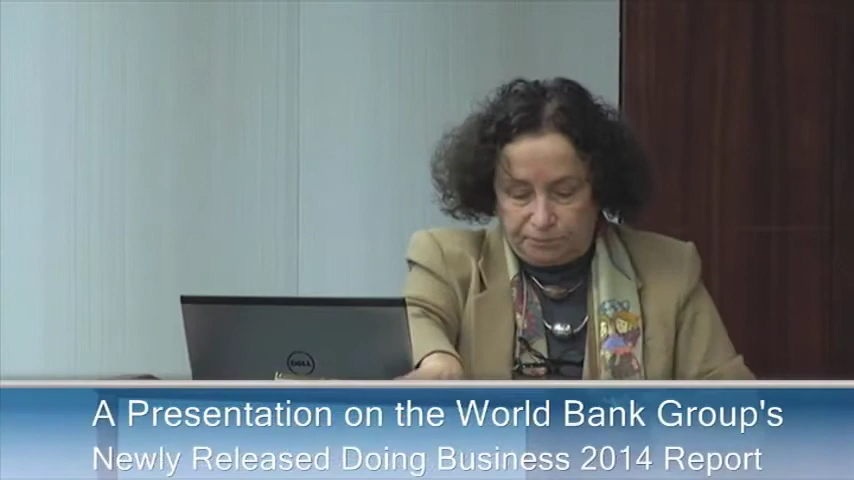 DELL
A Presentation on the World Bank Group's
Newly Released Doing Business 2014 Report